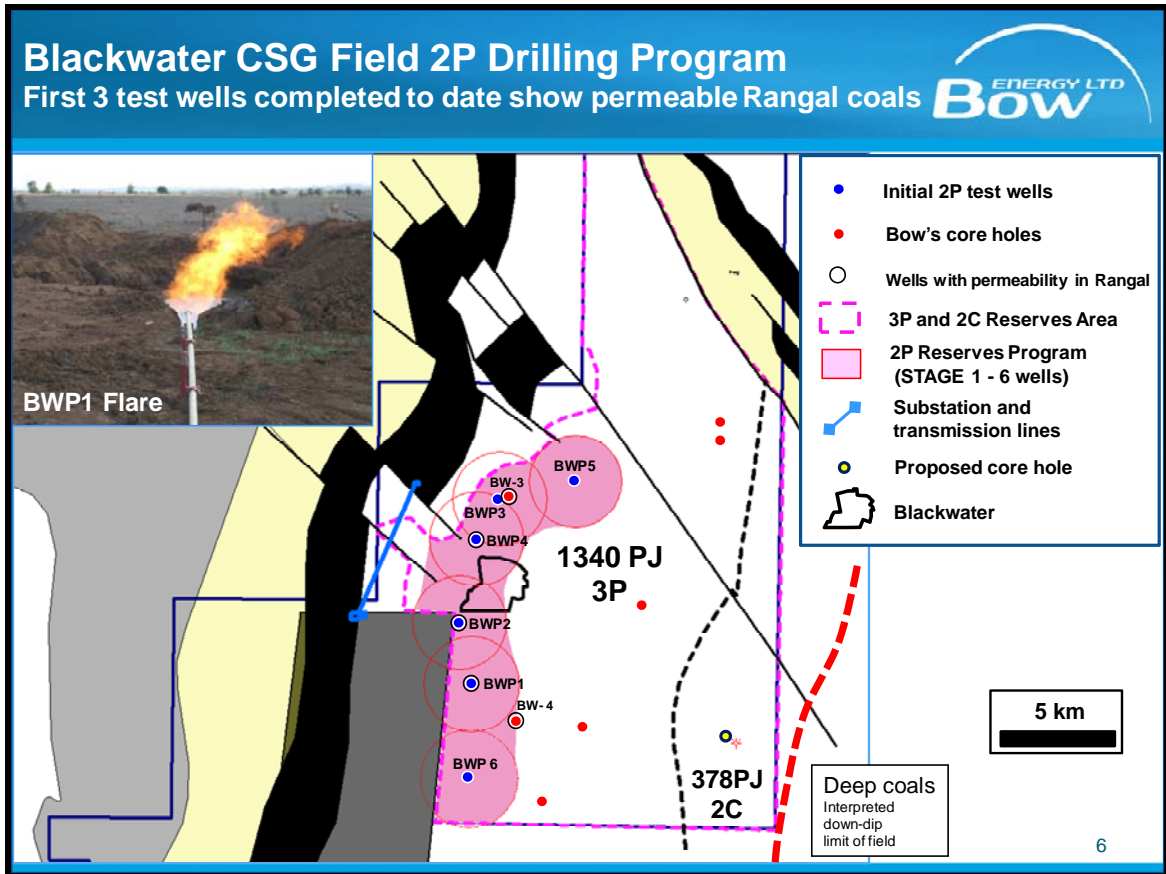 Blackwater CSG Field 2P Drilling Program
First 3 test wells completed to date show permeable Rangal coals
ENERGY LTD
BOW
BWP1 Flare
Initial 2P test wells
Bow's core holes
Wells with permeability in Rangal
3P and 2C Reserves Area
2P Reserves Program
(STAGE 1 - 6 wells)
Substation and
transmission lines
Proposed core hole
Blackwater
BWP5
BW-3
BWP3
BWP4
1340 PJ
3P
BWP2
BWP1
BW-4
BWP 6
378PJ
2C
5 km
Deep coals
Interpreted
down-dip
limit of field
6